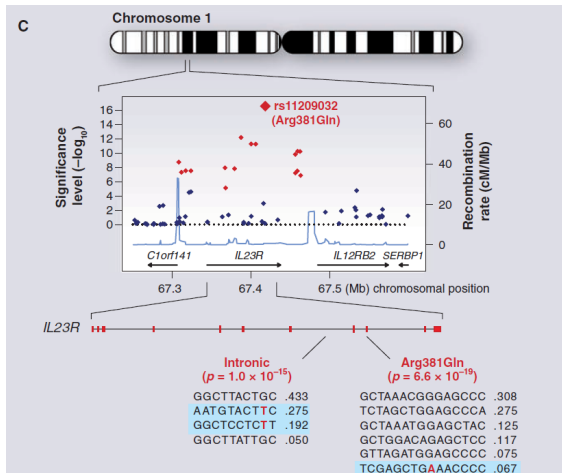 C
Chromosome 1
rs11209032
(Arg381Gln)
Significance
level (–log10)
16
14
12
10
8
6
4
2
0
60
40
20
0
Recombination
rate (cM/Mb)
C1orf141
IL23R
IL12RB2
SERBP1
67.3
67.4
67.5 (Mb) chromosomal position
IL23R
Intronic
(p = 1.0 × 10–15)
GGCTTACTGC .433
AATGTACTTC .275
GGCTCCTCTT .192
GGCTTATTGC .050
Arg381Gln
(p = 6.6 × 10–19)
GCTAAACGGGAGCCC .308
TCTAGCTGGAGCCCA .275
GCTAAATGGAGCTAC .125
GCTGGACAGAGCTCC .117
GTTAGATGGAGCCCC .075
TCGAGCTGAAACCCC .067